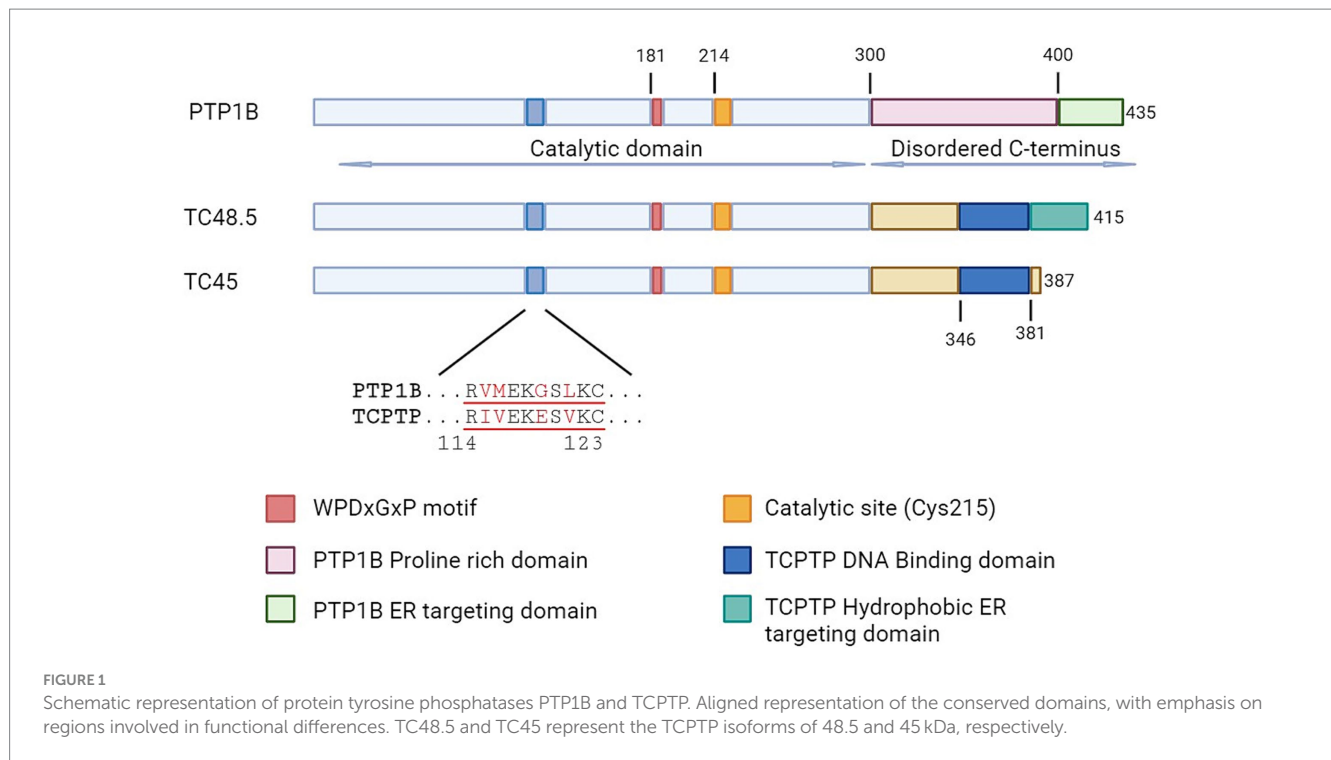 181 214 300 400
PTP1B 435
Catalytic domain Disordered C-terminus
TC48.5 415
TC45 387
346 381
PTP1B...RVMEKGSLKC...
TCPTP...RIVEKESVKC...
114 123
WPDxGxP motif
Catalytic site (Cys215)
PTP1B Proline rich domain
TCPTP DNA Binding domain
PTP1B ER targeting domain
TCPTP Hydrophobic ER
targeting domain
FIGURE 1
Schematic representation of protein tyrosine phosphatases PTP1B and TCPTP. Aligned representation of the conserved domains, with emphasis on
regions involved in functional differences. TC48.5 and TC45 represent the TCPTP isoforms of 48.5 and 45 kDa, respectively.